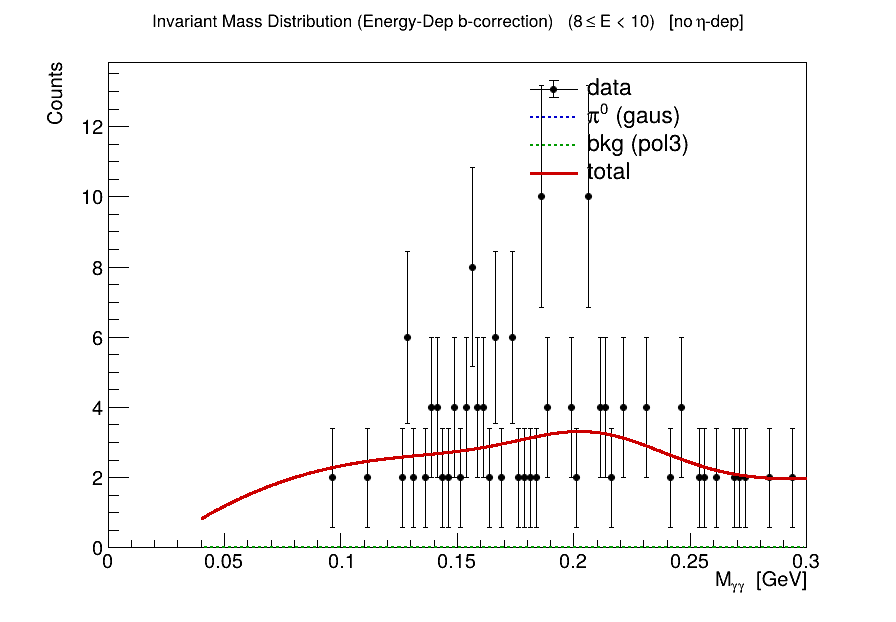 Invariant Mass Distribution (Energy-Dep b-correction) (8 ≤ E < 10) [no η-dep]
Counts
data
π⁰ (gaus)
bkg (pol3)
total
12
10
8
6
4
2
0
0 0.05 0.1 0.15 0.2 0.25 0.3
Mγγ [GeV]